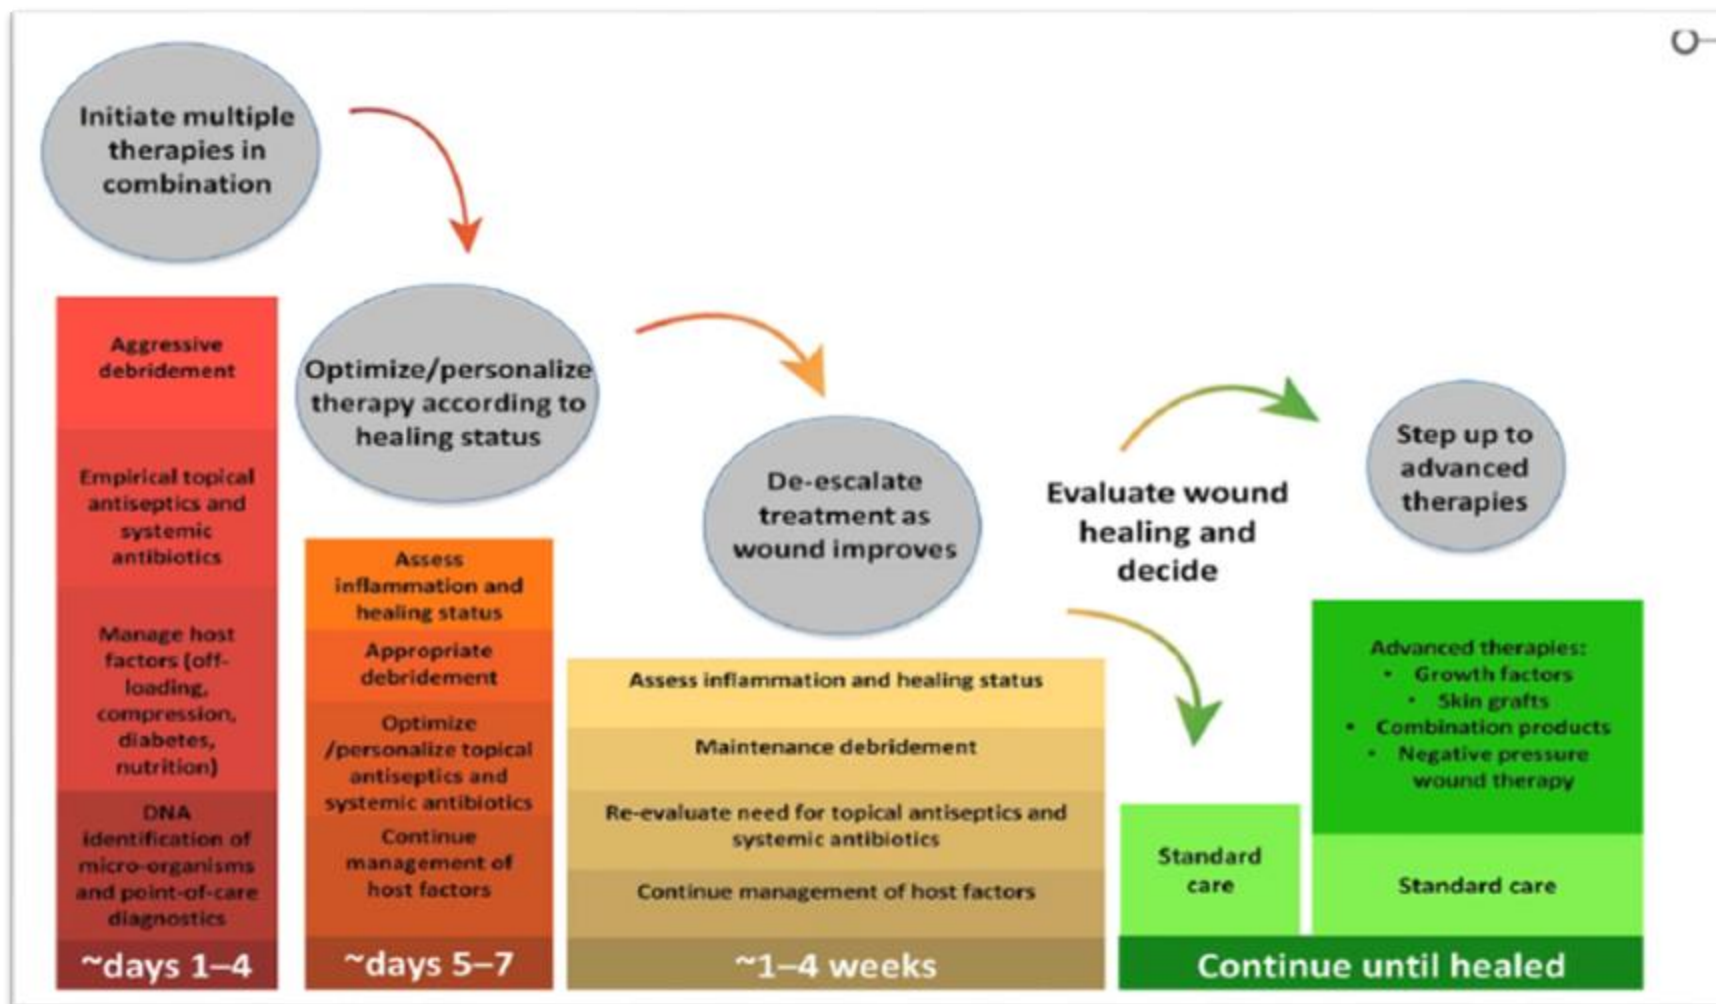 Initiate multiple
therapies in
combination
Aggressive
debridement
Empirical topical
antiseptics and
systemic
antibiotics
Manage host
factors (off-
loading,
compression,
diabetes,
nutrition)
DNA
identification of
micro-organisms
and point-of-care
diagnostics
~days 1–4
Optimize/personalize
therapy according to
healing status
Assess
inflammation and
healing status
Appropriate
debridement
Optimize
/personalize topical
antiseptics and
systemic antibiotics
Continue
management of
host factors
~days 5–7
De-escalate
treatment as
wound improves
Assess inflammation and healing status
Maintenance debridement
Re-evaluate need for topical antiseptics and
systemic antibiotics
Continue management of host factors
~1–4 weeks
Evaluate wound
healing and
decide
Standard
care
Step up to
advanced
therapies
Advanced therapies:
• Growth factors
• Skin grafts
• Combination products
• Negative pressure
wound therapy
Standard care
Continue until healed